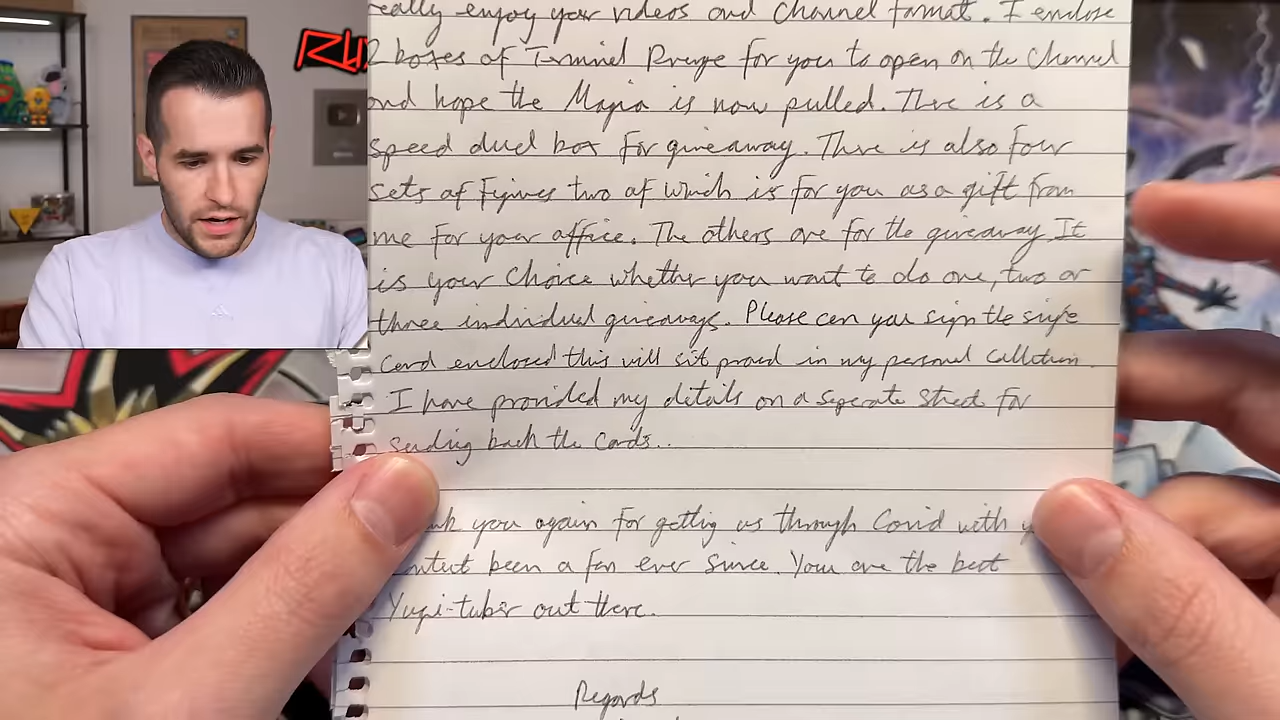 really enjoy your videos and channel format. I enclose
2 boxes of for you to open on the Channel
and hope the is now pulled. There is a
speed duel box for giveaway. There is also four
sets of figures two of which is for you as a gift from
me for your office. The others are for the giveaway It
is your choice whether you want to do one, two or
three individual giveaways. Please can you sign the
card enclosed this will sit proud in my personal collection.
I have provided my details on a seperate sheet for
sending back the cards..
you again for getting us through Covid with
been a fan ever since. You are the best
Yugi-tuber out there.
Regards